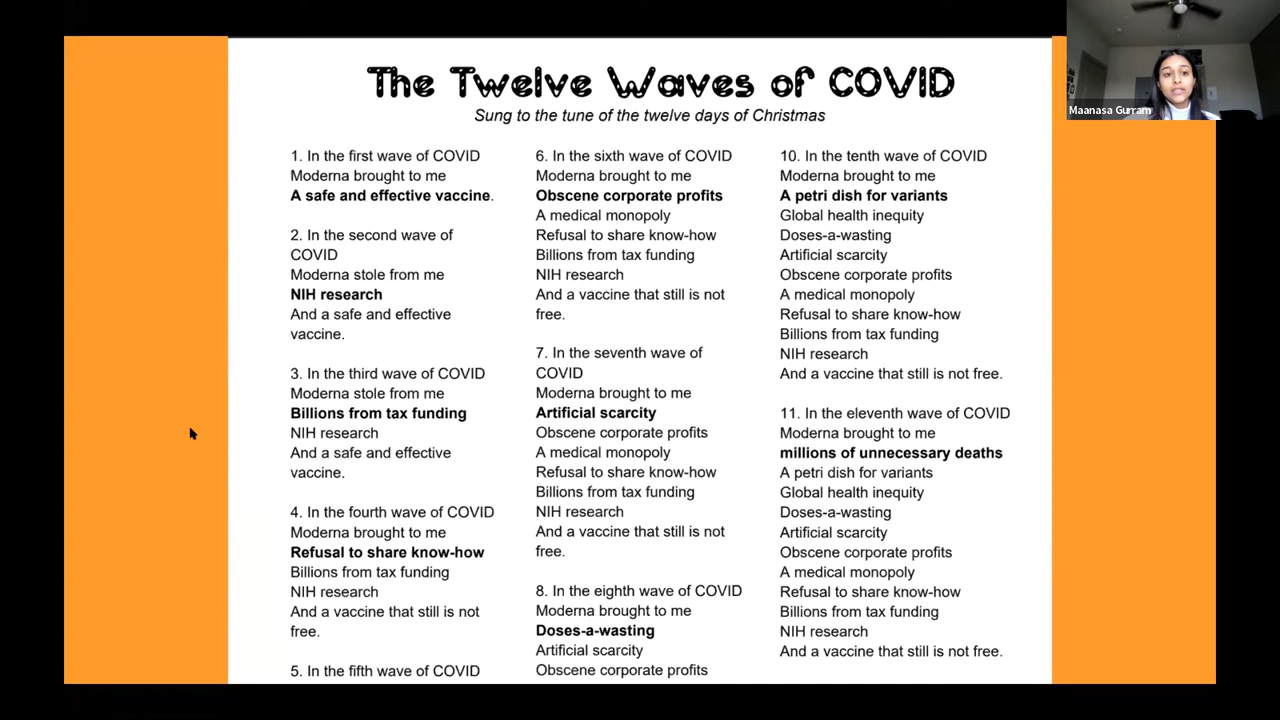 The Twelve Waves of COVID
Sung to the tune of the twelve days of Christmas
1. In the first wave of COVID
Moderna brought to me
A safe and effective vaccine.
2. In the second wave of
COVID
Moderna stole from me
NIH research
And a safe and effective
vaccine.
3. In the third wave of COVID
Moderna stole from me
Billions from tax funding
NIH research
And a safe and effective
vaccine.
4. In the fourth wave of COVID
Moderna brought to me
Refusal to share know-how
Billions from tax funding
NIH research
And a vaccine that still is not
free.
5. In the fifth wave of COVID
6. In the sixth wave of COVID
Moderna brought to me
Obscene corporate profits
A medical monopoly
Refusal to share know-how
Billions from tax funding
NIH research
And a vaccine that still is not
free.
7. In the seventh wave of
COVID
Moderna brought to me
Artificial scarcity
Obscene corporate profits
A medical monopoly
Refusal to share know-how
Billions from tax funding
NIH research
And a vaccine that still is not
free.
8. In the eighth wave of COVID
Moderna brought to me
Doses-a-wasting
Artificial scarcity
Obscene corporate profits
10. In the tenth wave of COVID
Moderna brought to me
A petri dish for variants
Global health inequity
Doses-a-wasting
Artificial scarcity
Obscene corporate profits
A medical monopoly
Refusal to share know-how
Billions from tax funding
NIH research
And a vaccine that still is not free.
11. In the eleventh wave of COVID
Moderna brought to me
millions of unnecessary deaths
A petri dish for variants
Global health inequity
Doses-a-wasting
Artificial scarcity
Obscene corporate profits
A medical monopoly
Refusal to share know-how
Billions from tax funding
NIH research
And a vaccine that still is not free.
Maanasa Gurram